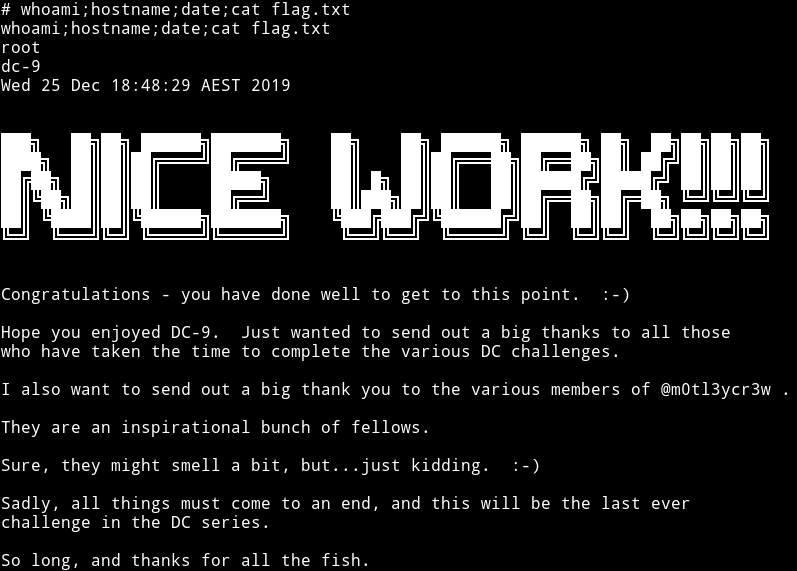 # whoami;hostname;date;cat flag.txt
whoami;hostname;date;cat flag.txt
root
dc-9
Wed 25 Dec 18:48:29 AEST 2019
NICE WORK!!!
Congratulations - you have done well to get to this point.  :-)
Hope you enjoyed DC-9.  Just wanted to send out a big thanks to all those
who have taken the time to complete the various DC challenges.
I also want to send out a big thank you to the various members of @m0tl3ycr3w .
They are an inspirational bunch of fellows.
Sure, they might smell a bit, but...just kidding.  :-)
Sadly, all things must come to an end, and this will be the last ever
challenge in the DC series.
So long, and thanks for all the fish.